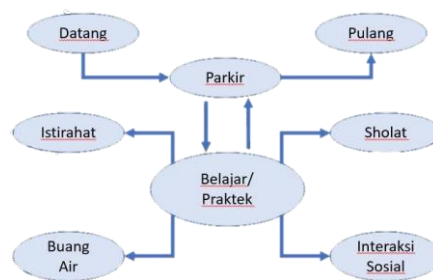 Datang
Pulang
Parkir
Istirahat
Sholat
Belajar/
Praktek
Buang
Air
Interaksi
Sosial